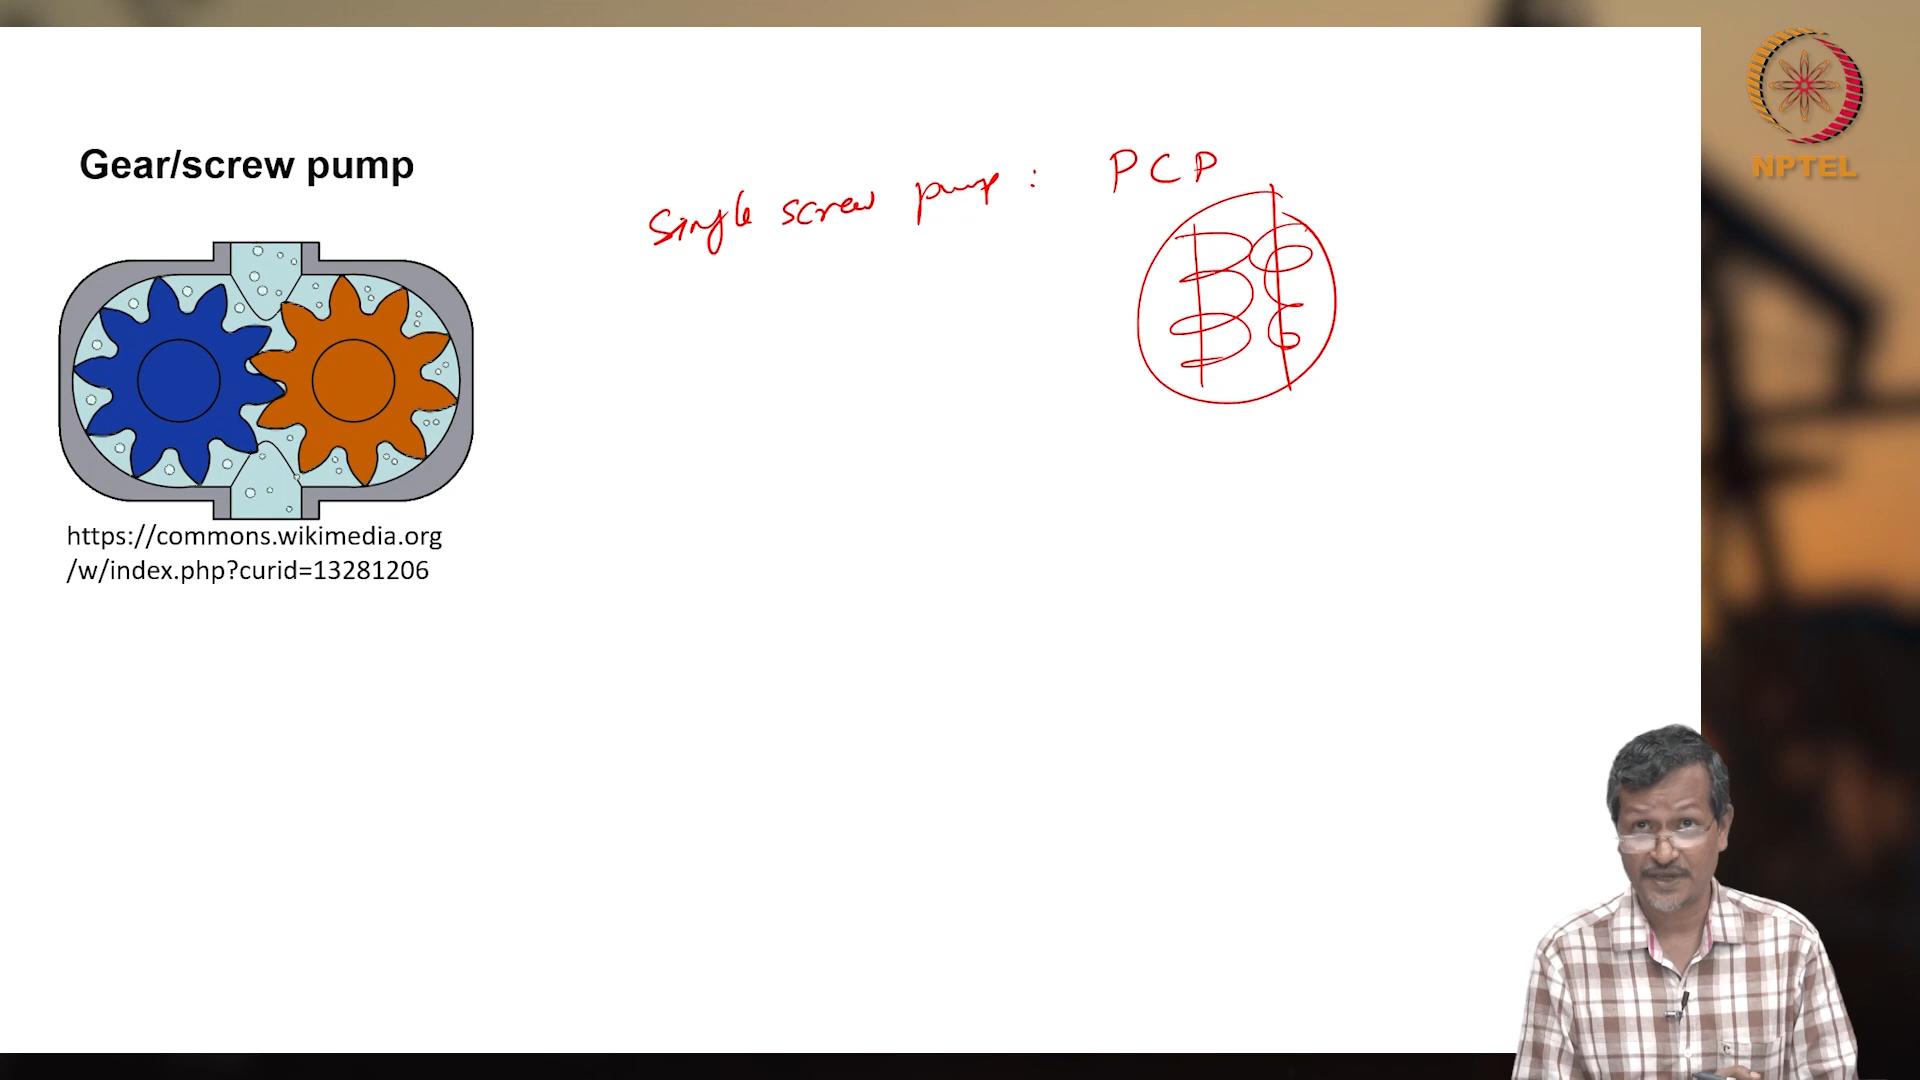 Gear/screw pump
Single screw pump : PCP
https://commons.wikimedia.org
/w/index.php?curid=13281206
NPTEL